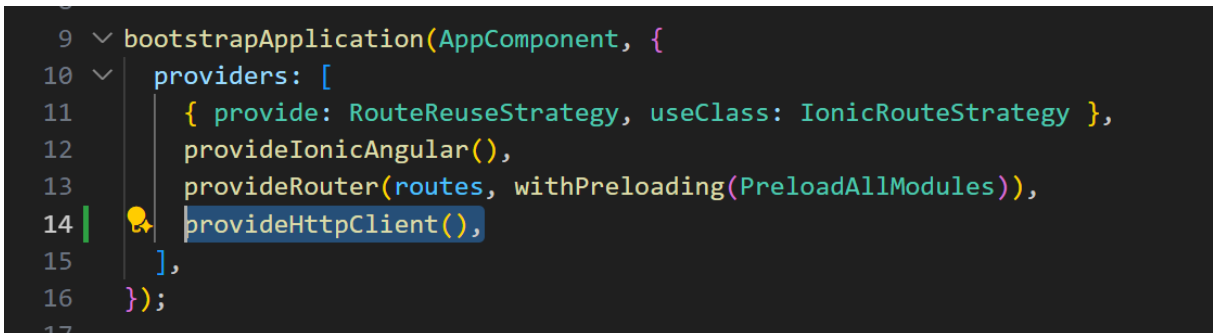 9 bootstrapApplication(AppComponent, {
10 providers: [
11 { provide: RouteReuseStrategy, useClass: IonicRouteStrategy },
12 provideIonicAngular(),
13 provideRouter(routes, withPreloading(PreloadAllModules)),
14 provideHttpClient(),
15 ],
16 });